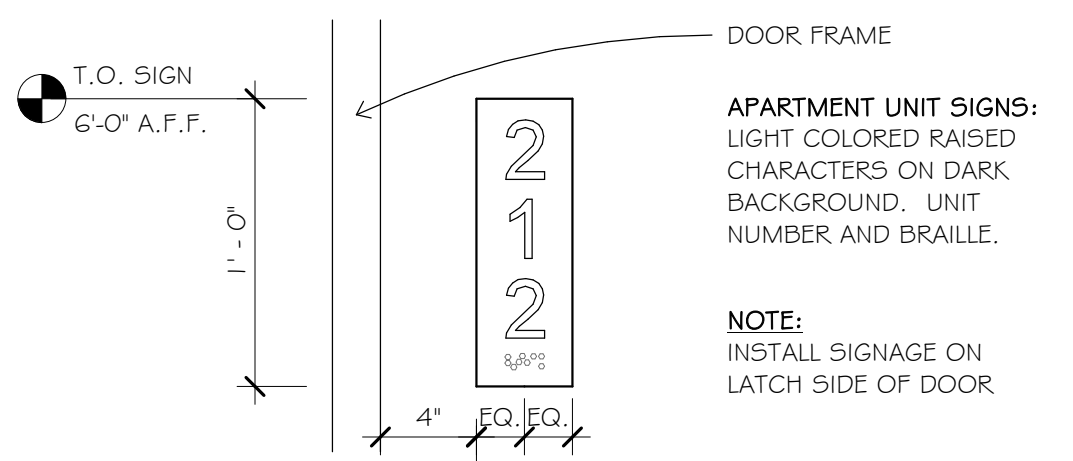 T.O. SIGN
6'-0" A.F.F.
1' - 0"
2
1
2
4"
EQ. EQ.
DOOR FRAME
APARTMENT UNIT SIGNS:
LIGHT COLORED RAISED
CHARACTERS ON DARK
BACKGROUND. UNIT
NUMBER AND BRAILLE.
NOTE:
INSTALL SIGNAGE ON
LATCH SIDE OF DOOR